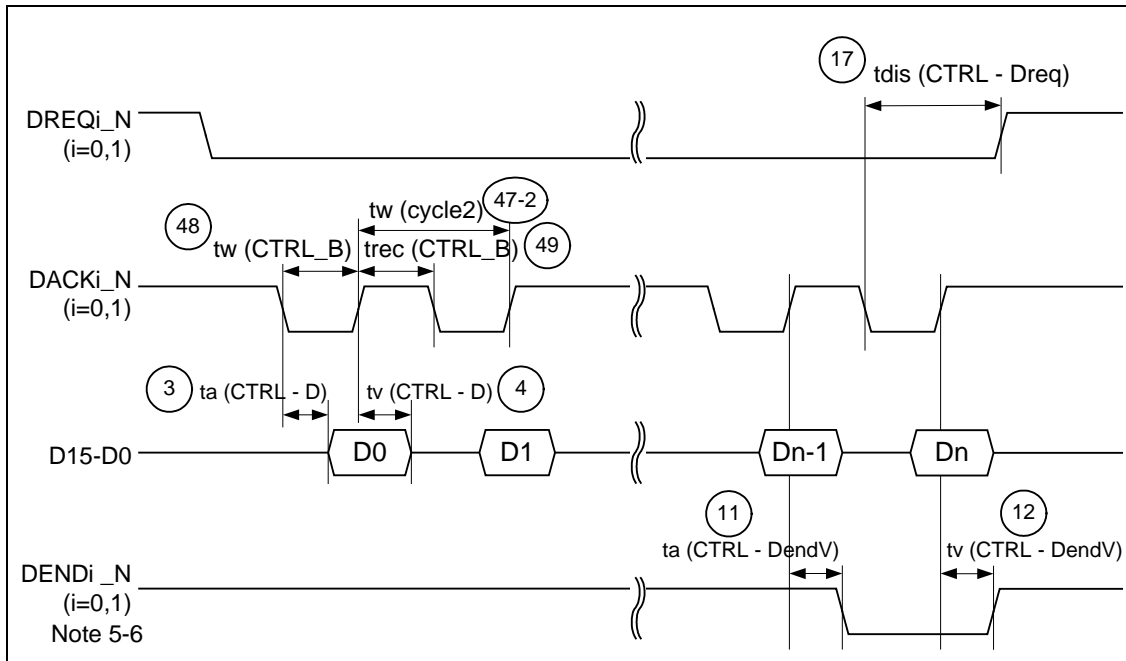 17
tdis (CTRL - Dreq)
DREQi_N
(i=0,1)
47-2
tw (cycle2)
48
tw (CTRL_B)
trec (CTRL_B)
49
DACKi_N
(i=0,1)
3
ta (CTRL - D)
tv (CTRL - D)
4
D15-D0
D0
D1
Dn-1
Dn
11
12
ta (CTRL - DendV)
tv (CTRL - DendV)
DENDi _N
(i=0,1)
Note 5-6